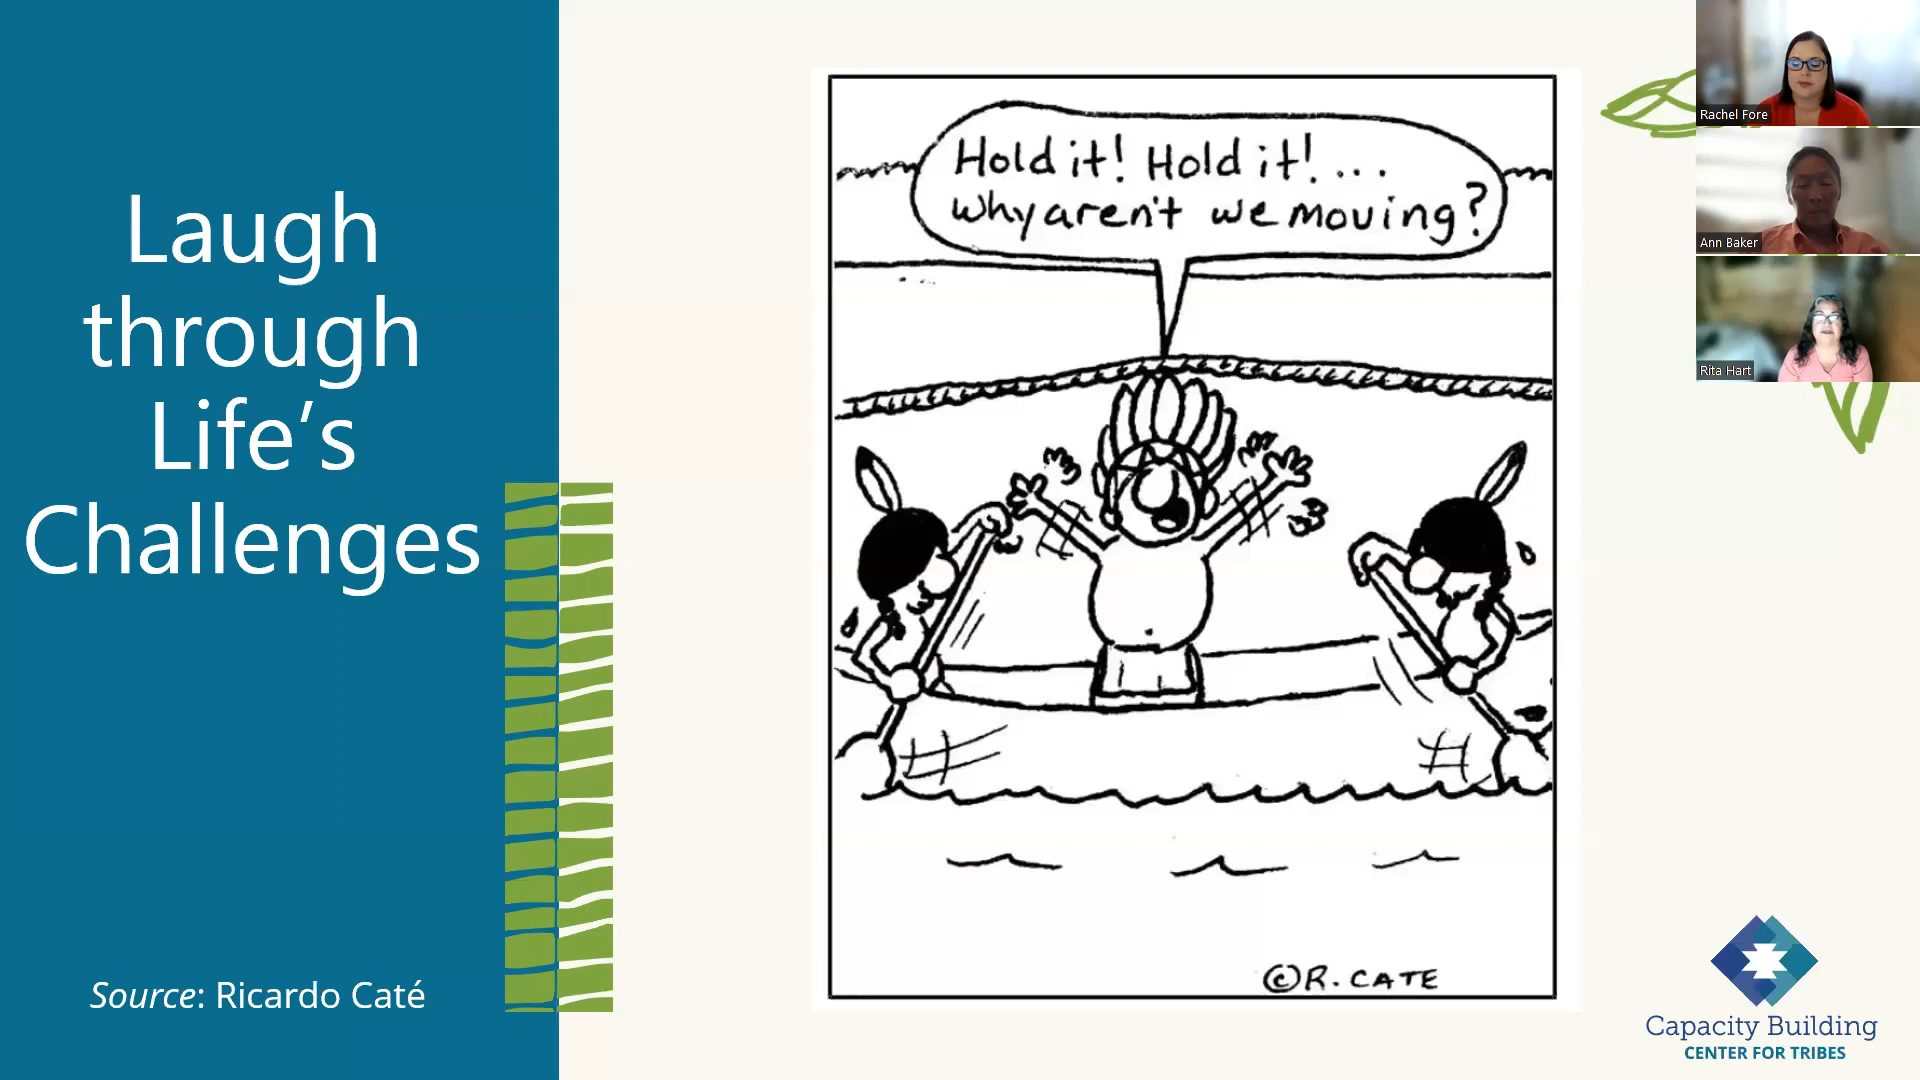 Laugh
through
Life’s
Challenges
Source: Ricardo Caté
Hold it! Hold it!...
Why aren't we moving?
©R. CATE
Rachel Fore
Ann Baker
Rita Hart
Capacity Building
CENTER FOR TRIBES